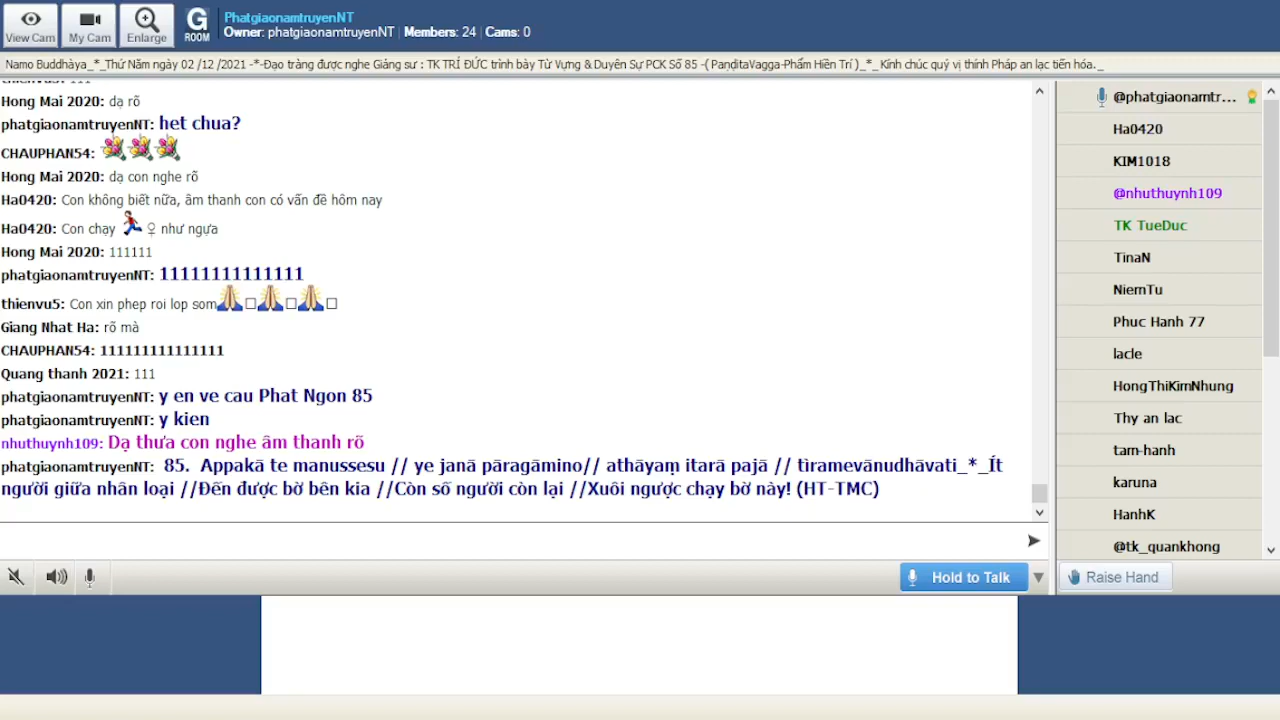 View Cam
My Cam
Enlarge
G ROOM
PhatgiaonamtruyenNT
Owner: phatgiaonamtruyenNT | Members: 24 | Cams: 0
Namo Buddhàya_*_Thứ Năm ngày 02 /12 /2021 -*-Đạo tràng được nghe Giảng sư : TK TRÍ ĐỨC trình bày Từ Vựng & Duyên Sự PCK Số 85 -( PanditaVagga-Phẩm Hiền Trí )_*_ Kính chúc quý vị thính Pháp an lạc tiến hóa._
thienvu5: 111
Hong Mai 2020: dạ rõ
phatgiaonamtruyenNT: het chua?
CHAUPHAN54:
Hong Mai 2020: dạ con nghe rõ
Ha0420: Con không biết nữa, âm thanh con có vấn đề hôm nay
Ha0420: Con chạy ♀ như ngựa
Hong Mai 2020: 111111
phatgiaonamtruyenNT: 11111111111111
thienvu5: Con xin phep roi lop som
Giang Nhat Ha: rõ mà
CHAUPHAN54: 111111111111111
Quang thanh 2021: 111
phatgiaonamtruyenNT: y en ve cau Phat Ngon 85
phatgiaonamtruyenNT: y kien
nhuthuynh109: Dạ thưa con nghe âm thanh rõ
phatgiaonamtruyenNT: 85. Appakā te manussesu // ye janā pāragāmino// athāyaṃ itarā pajā // tīramevānudhāvati_*_Ít
người giữa nhân loại //Đến được bờ bên kia //Còn số người còn lại //Xuôi ngược chạy bờ này! (HT-TMC)
@phatgiaonamtr...
Ha0420
KIM1018
@nhuthuynh109
TK TueDuc
TinaN
NiemTu
Phuc Hanh 77
lacle
HongThiKimNhung
Thy an lac
tam-hanh
karuna
HanhK
@tk_quankhong
Hold to Talk
Raise Hand